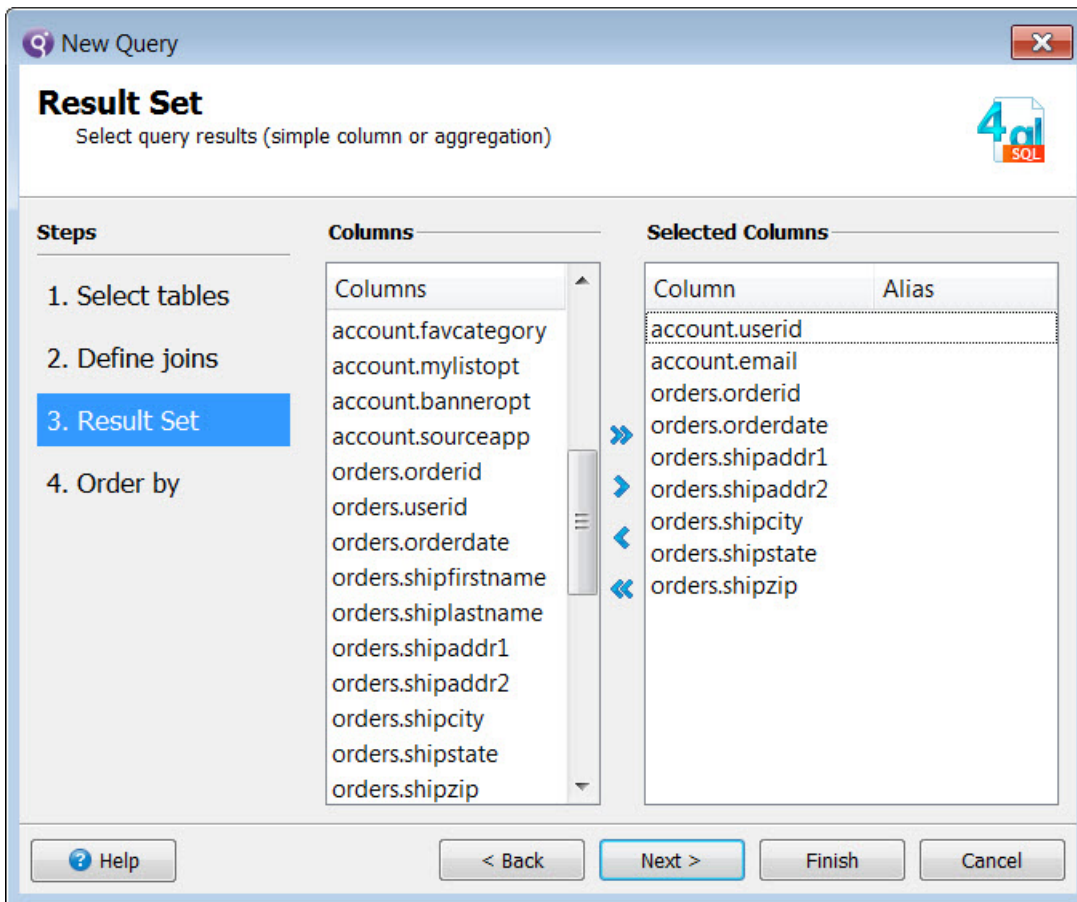 New Query
Result Set
Select query results (simple column or aggregation)
4gl
SQL
Steps
1. Select tables
2. Define joins
3. Result Set
4. Order by
Columns
Columns
account.favcategory
account.mylistopt
account.banneropt
account.sourceapp
orders.orderid
orders.userid
orders.orderdate
orders.shipfirstname
orders.shiplastname
orders.shipaddr1
orders.shipaddr2
orders.shipcity
orders.shipstate
orders.shipzip
Selected Columns
Column Alias
account.userid
account.email
orders.orderid
orders.orderdate
orders.shipaddr1
orders.shipaddr2
orders.shipcity
orders.shipstate
orders.shipzip
Help
< Back
Next >
Finish
Cancel